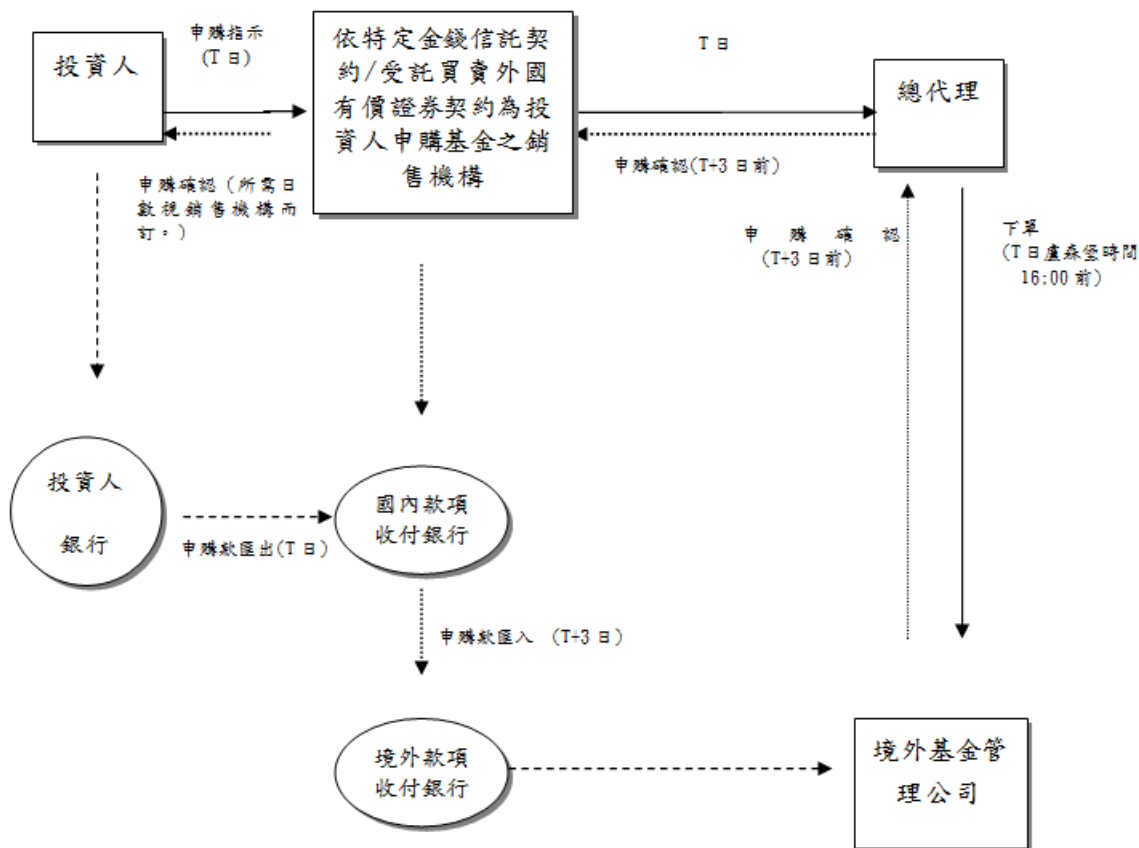 申購指示
(T 日)
投資人
依特定金錢信託契
約/受託買賣外國
有價證券契約為投
資人申購基金之銷
售機構
T 日
總代理
申購確認(T+3 日前)
申購確認（所需日
數視銷售機構而
訂。）
申購確認
(T+3 日前)
下單
(T 日盧森堡時間
16:00 前)
投資人
銀行
申購款匯出(T 日)
國內款項
收付銀行
申購款匯入 (T+3 日)
境外款項
收付銀行
境外基金管
理公司